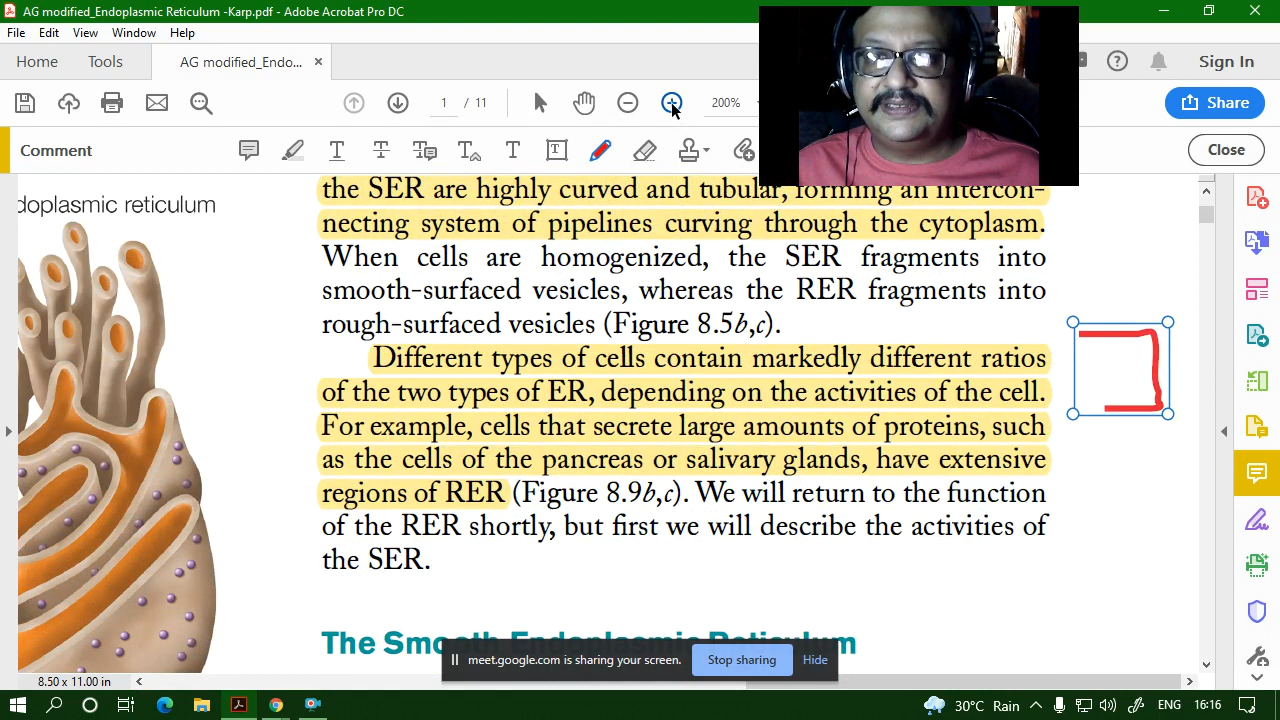 AG modified_Endoplasmic Reticulum -Karp.pdf - Adobe Acrobat Pro DC
File Edit View Window Help
Home Tools AG modified_Endo... × Sign In
1 / 11 200% Share
Comment Close
doplasmic reticulum
the SER are highly curved and tubular, forming an intercon-
necting system of pipelines curving through the cytoplasm.
When cells are homogenized, the SER fragments into
smooth-surfaced vesicles, whereas the RER fragments into
rough-surfaced vesicles (Figure 8.5b,c).
Different types of cells contain markedly different ratios
of the two types of ER, depending on the activities of the cell.
For example, cells that secrete large amounts of proteins, such
as the cells of the pancreas or salivary glands, have extensive
regions of RER (Figure 8.9b,c). We will return to the function
of the RER shortly, but first we will describe the activities of
the SER.
The Smooth Endoplasmic Reticulum
meet.google.com is sharing your screen. Stop sharing Hide
8.50 x 11.00 in
30°C Rain ENG 16:16